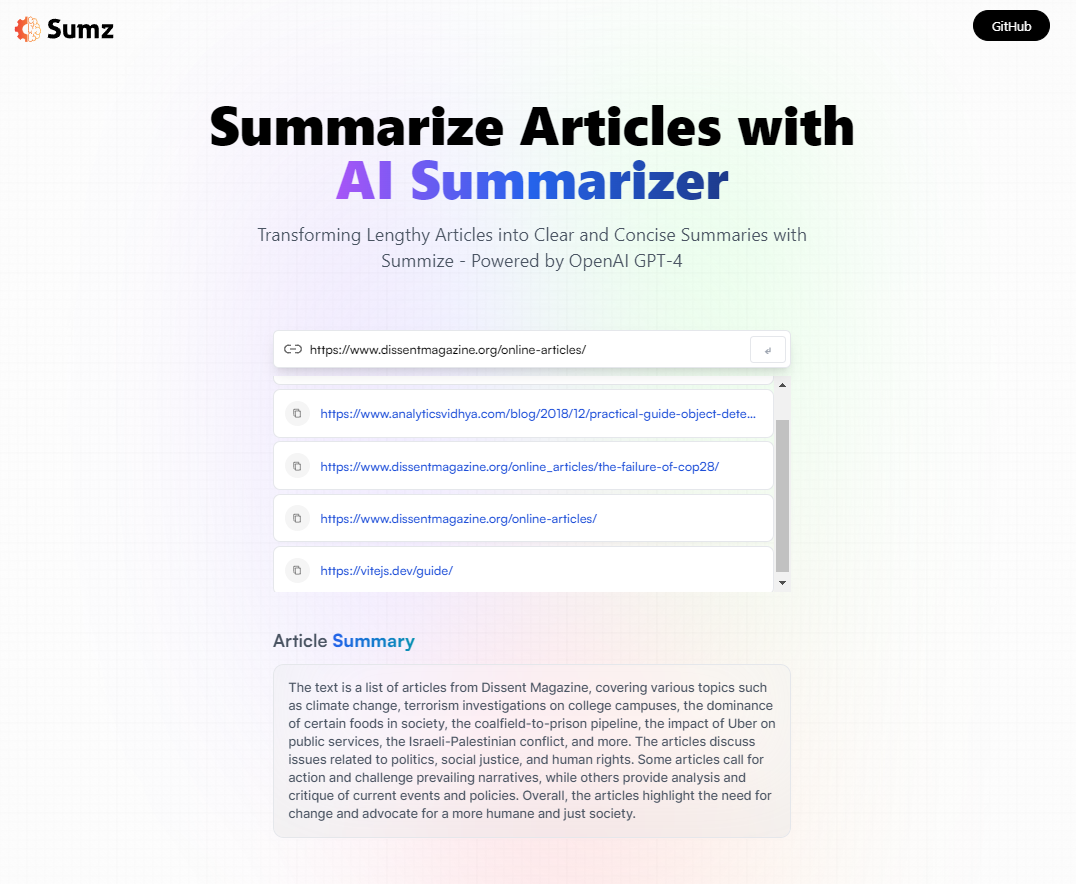 Sumz
GitHub
Summarize Articles with
AI Summarizer
Transforming Lengthy Articles into Clear and Concise Summaries with
Summize - Powered by OpenAI GPT-4
https://www.dissentmagazine.org/online-articles/
https://www.analyticsvidhya.com/blog/2018/12/practical-guide-object-dete...
https://www.dissentmagazine.org/online_articles/the-failure-of-cop28/
https://www.dissentmagazine.org/online-articles/
https://vitejs.dev/guide/
Article Summary
The text is a list of articles from Dissent Magazine, covering various topics such
as climate change, terrorism investigations on college campuses, the dominance
of certain foods in society, the coalfield-to-prison pipeline, the impact of Uber on
public services, the Israeli-Palestinian conflict, and more. The articles discuss
issues related to politics, social justice, and human rights. Some articles call for
action and challenge prevailing narratives, while others provide analysis and
critique of current events and policies. Overall, the articles highlight the need for
change and advocate for a more humane and just society.